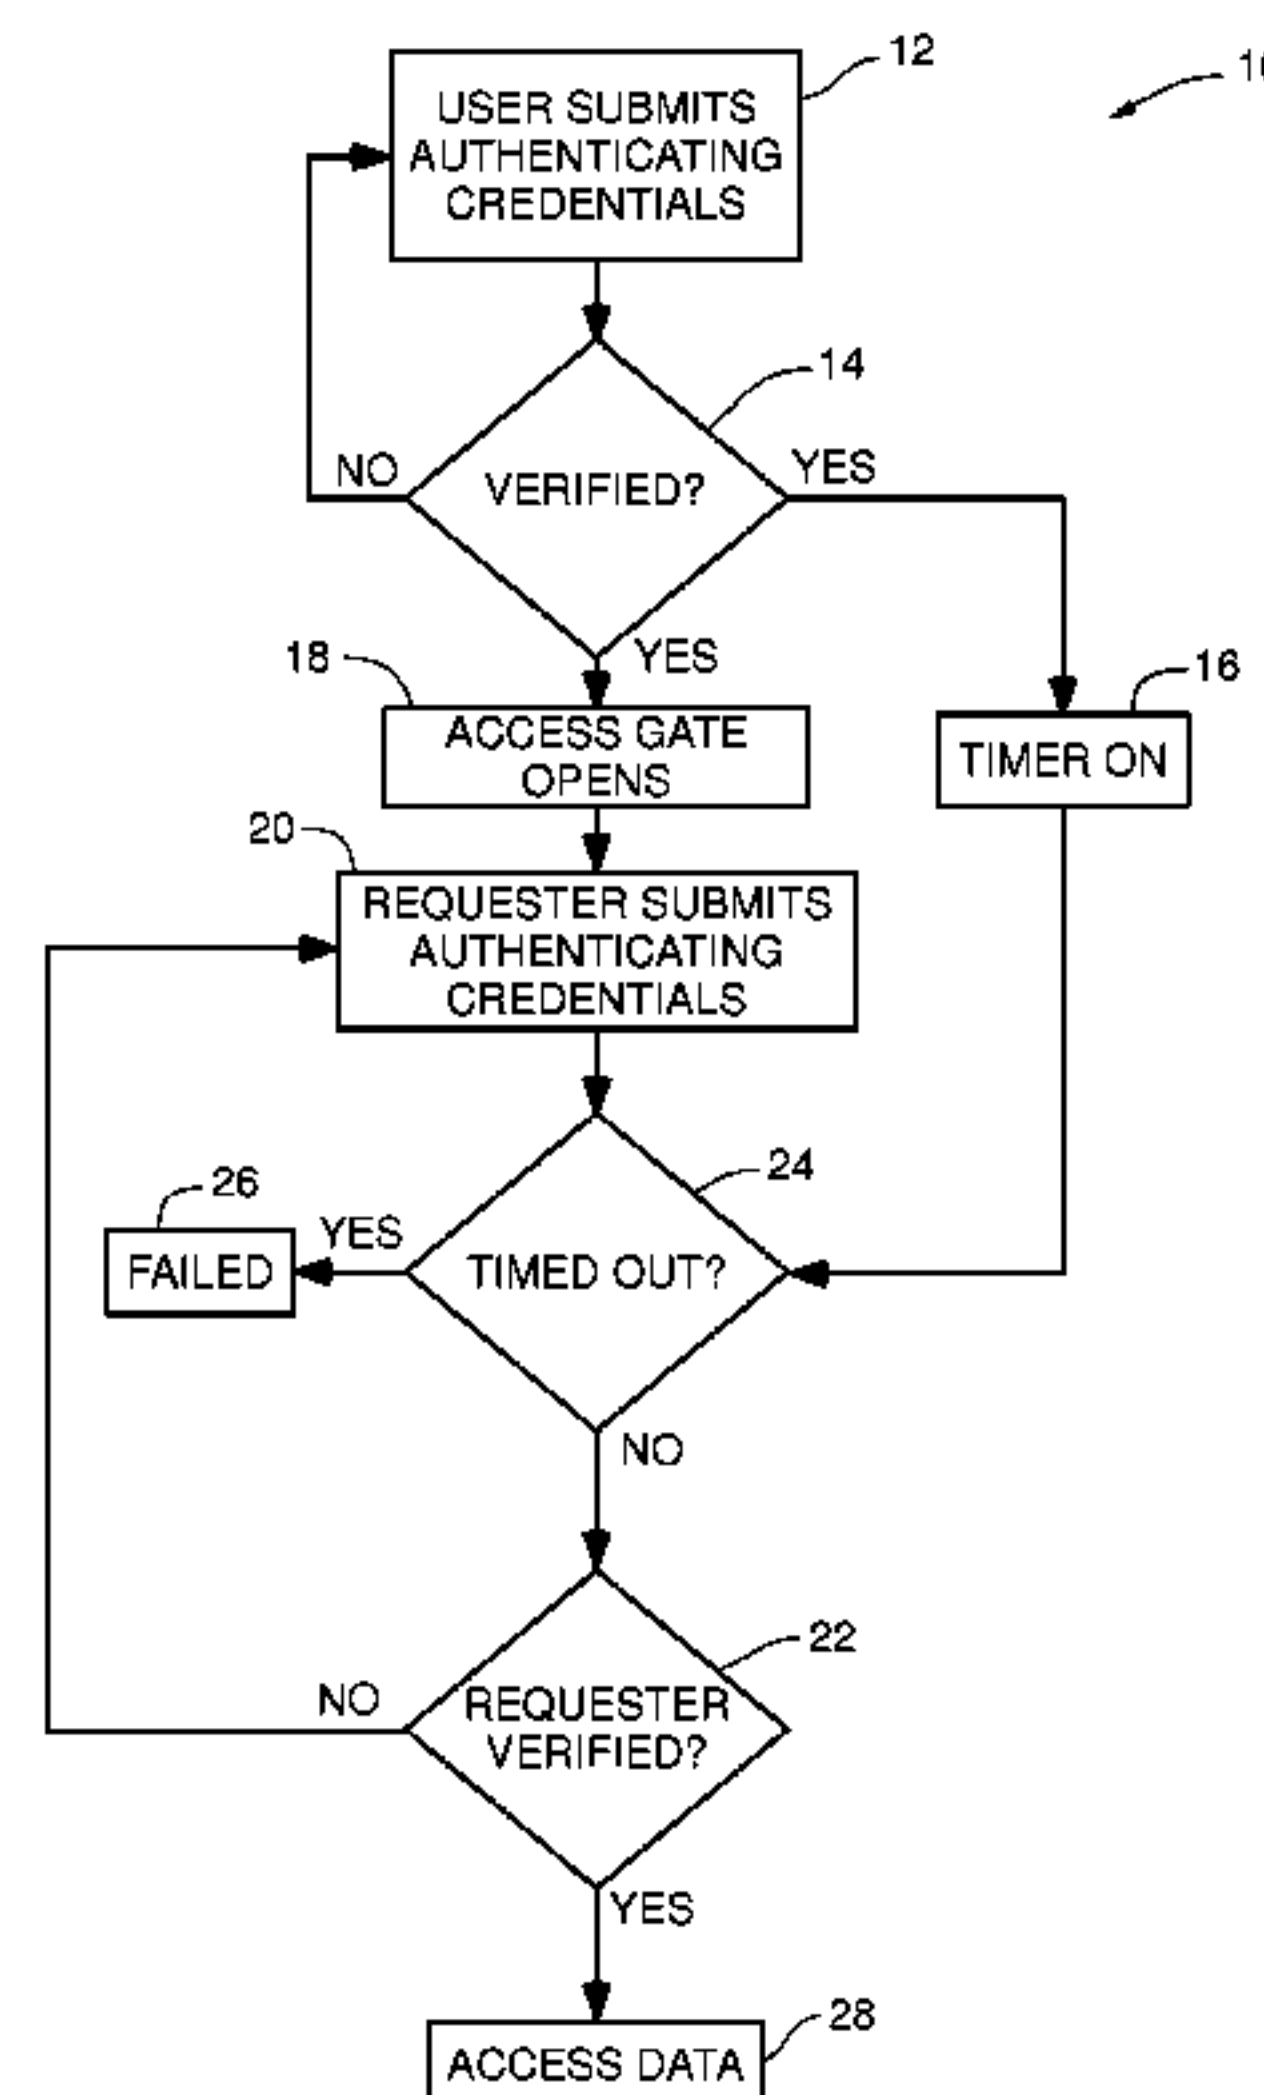 12
USER SUBMITS
AUTHENTICATING
CREDENTIALS
14
NO
VERIFIED?
YES
YES
18
16
ACCESS GATE
OPENS
TIMER ON
20
REQUESTER SUBMITS
AUTHENTICATING
CREDENTIALS
24
26
YES
FAILED
TIMED OUT?
NO
22
NO
REQUESTER
VERIFIED?
YES
28
ACCESS DATA